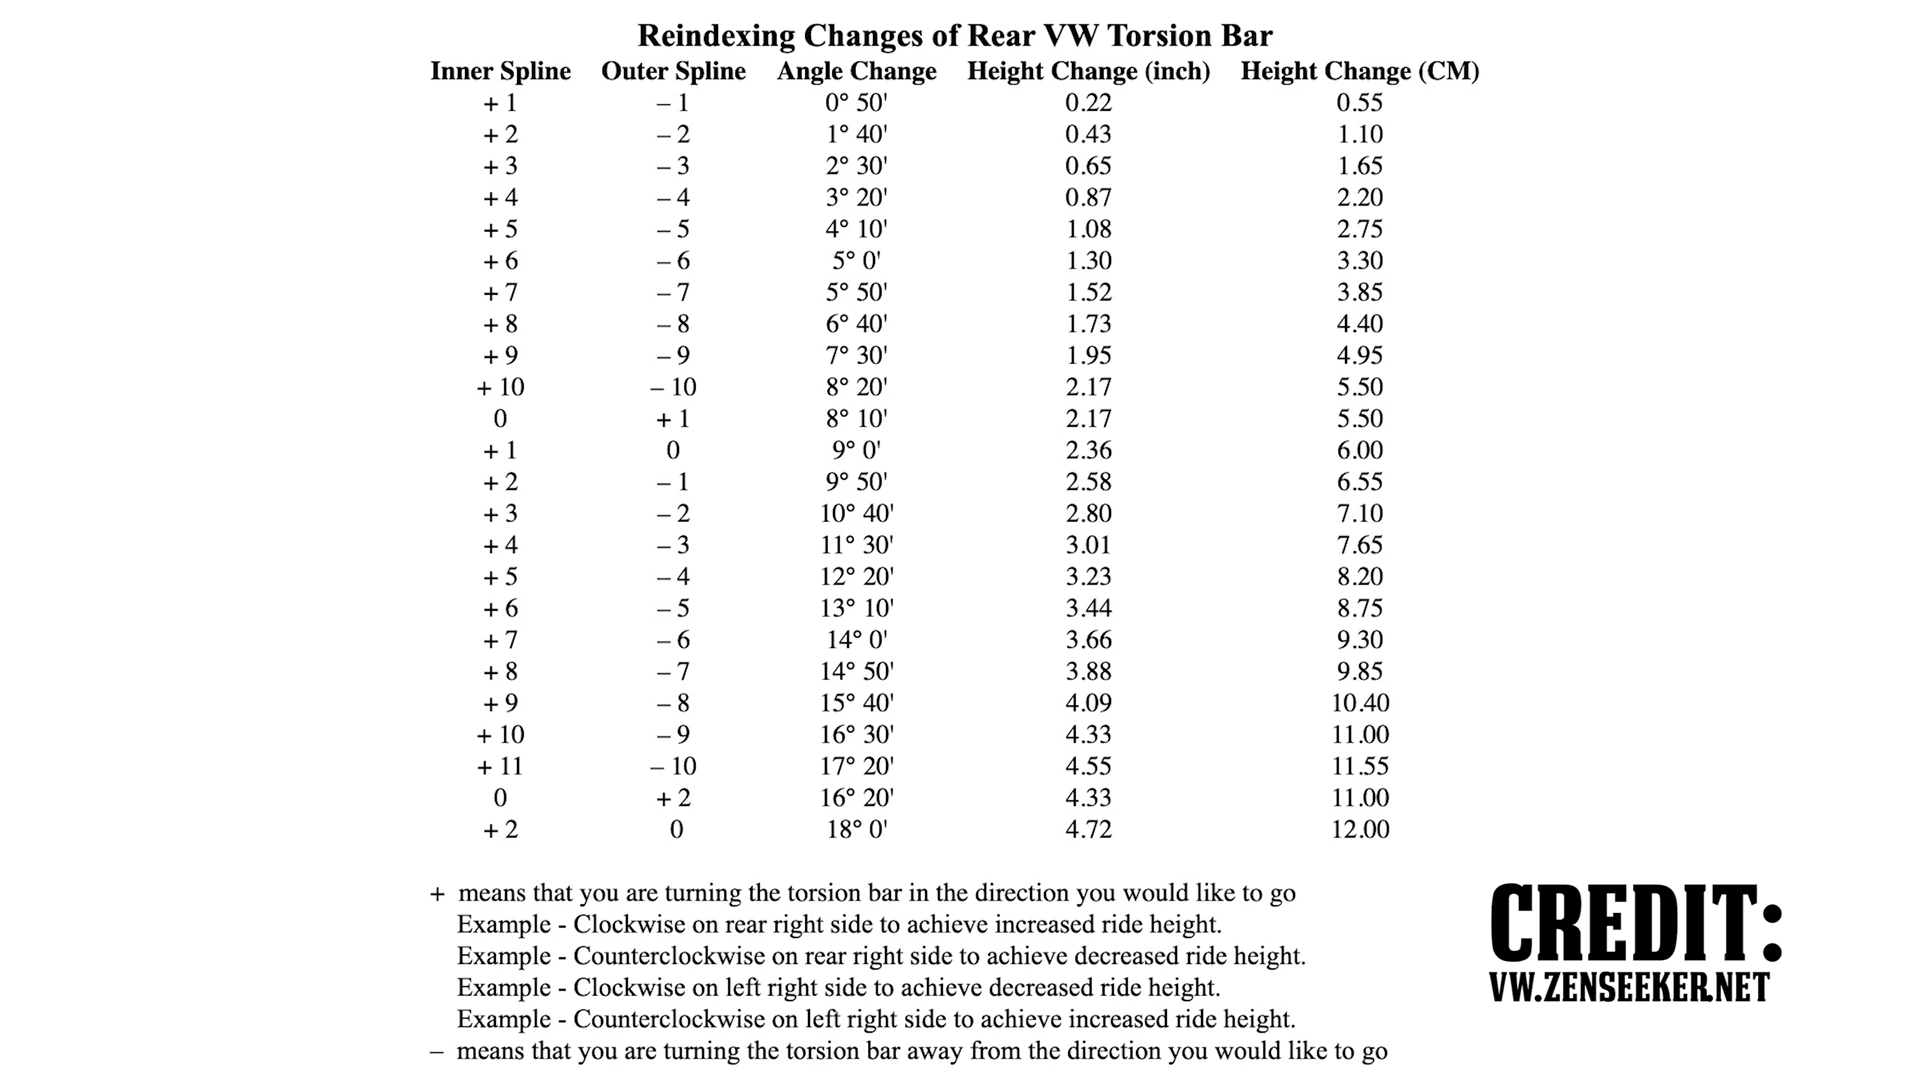 Reindexing Changes of Rear VW Torsion Bar
Inner Spline Outer Spline Angle Change Height Change (inch) Height Change (CM)
+ 1 – 1 0° 50' 0.22 0.55
+ 2 – 2 1° 40' 0.43 1.10
+ 3 – 3 2° 30' 0.65 1.65
+ 4 – 4 3° 20' 0.87 2.20
+ 5 – 5 4° 10' 1.08 2.75
+ 6 – 6 5° 0' 1.30 3.30
+ 7 – 7 5° 50' 1.52 3.85
+ 8 – 8 6° 40' 1.73 4.40
+ 9 – 9 7° 30' 1.95 4.95
+ 10 – 10 8° 20' 2.17 5.50
0 + 1 8° 10' 2.17 5.50
+ 1 0 9° 0' 2.36 6.00
+ 2 – 1 9° 50' 2.58 6.55
+ 3 – 2 10° 40' 2.80 7.10
+ 4 – 3 11° 30' 3.01 7.65
+ 5 – 4 12° 20' 3.23 8.20
+ 6 – 5 13° 10' 3.44 8.75
+ 7 – 6 14° 0' 3.66 9.30
+ 8 – 7 14° 50' 3.88 9.85
+ 9 – 8 15° 40' 4.09 10.40
+ 10 – 9 16° 30' 4.33 11.00
+ 11 – 10 17° 20' 4.55 11.55
0 + 2 16° 20' 4.33 11.00
+ 2 0 18° 0' 4.72 12.00
+ means that you are turning the torsion bar in the direction you would like to go
Example - Clockwise on rear right side to achieve increased ride height.
Example - Counterclockwise on rear right side to achieve decreased ride height.
Example - Clockwise on left right side to achieve decreased ride height.
Example - Counterclockwise on left right side to achieve increased ride height.
– means that you are turning the torsion bar away from the direction you would like to go
CREDIT:
VW.ZENSEEKER.NET